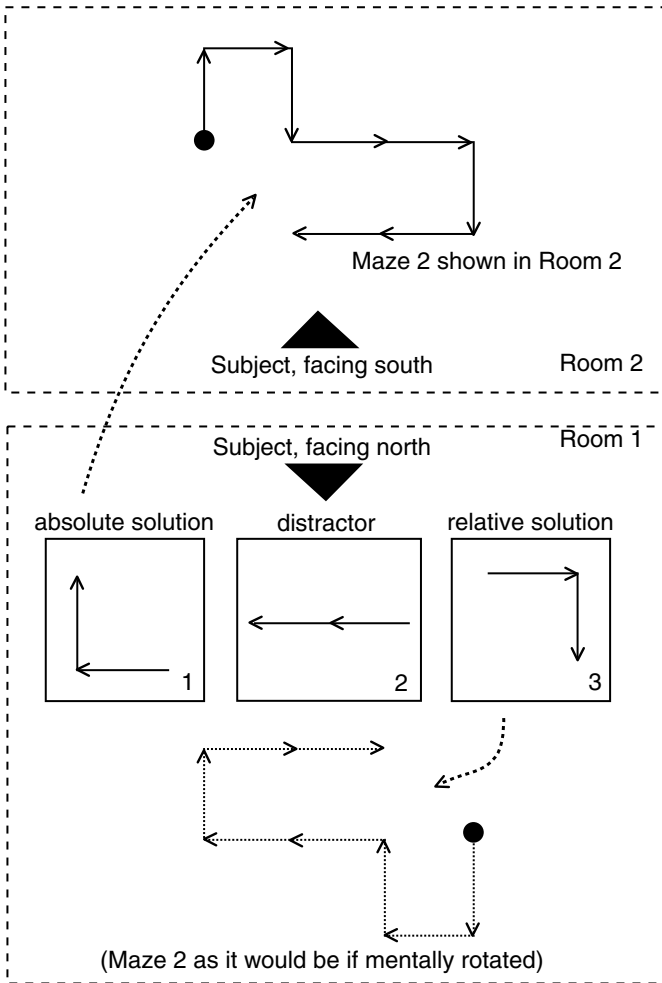 Maze 2 shown in Room 2
Subject, facing south
Room 2
Subject, facing north
Room 1
absolute solution
distractor
relative solution
1
2
3
(Maze 2 as it would be if mentally rotated)